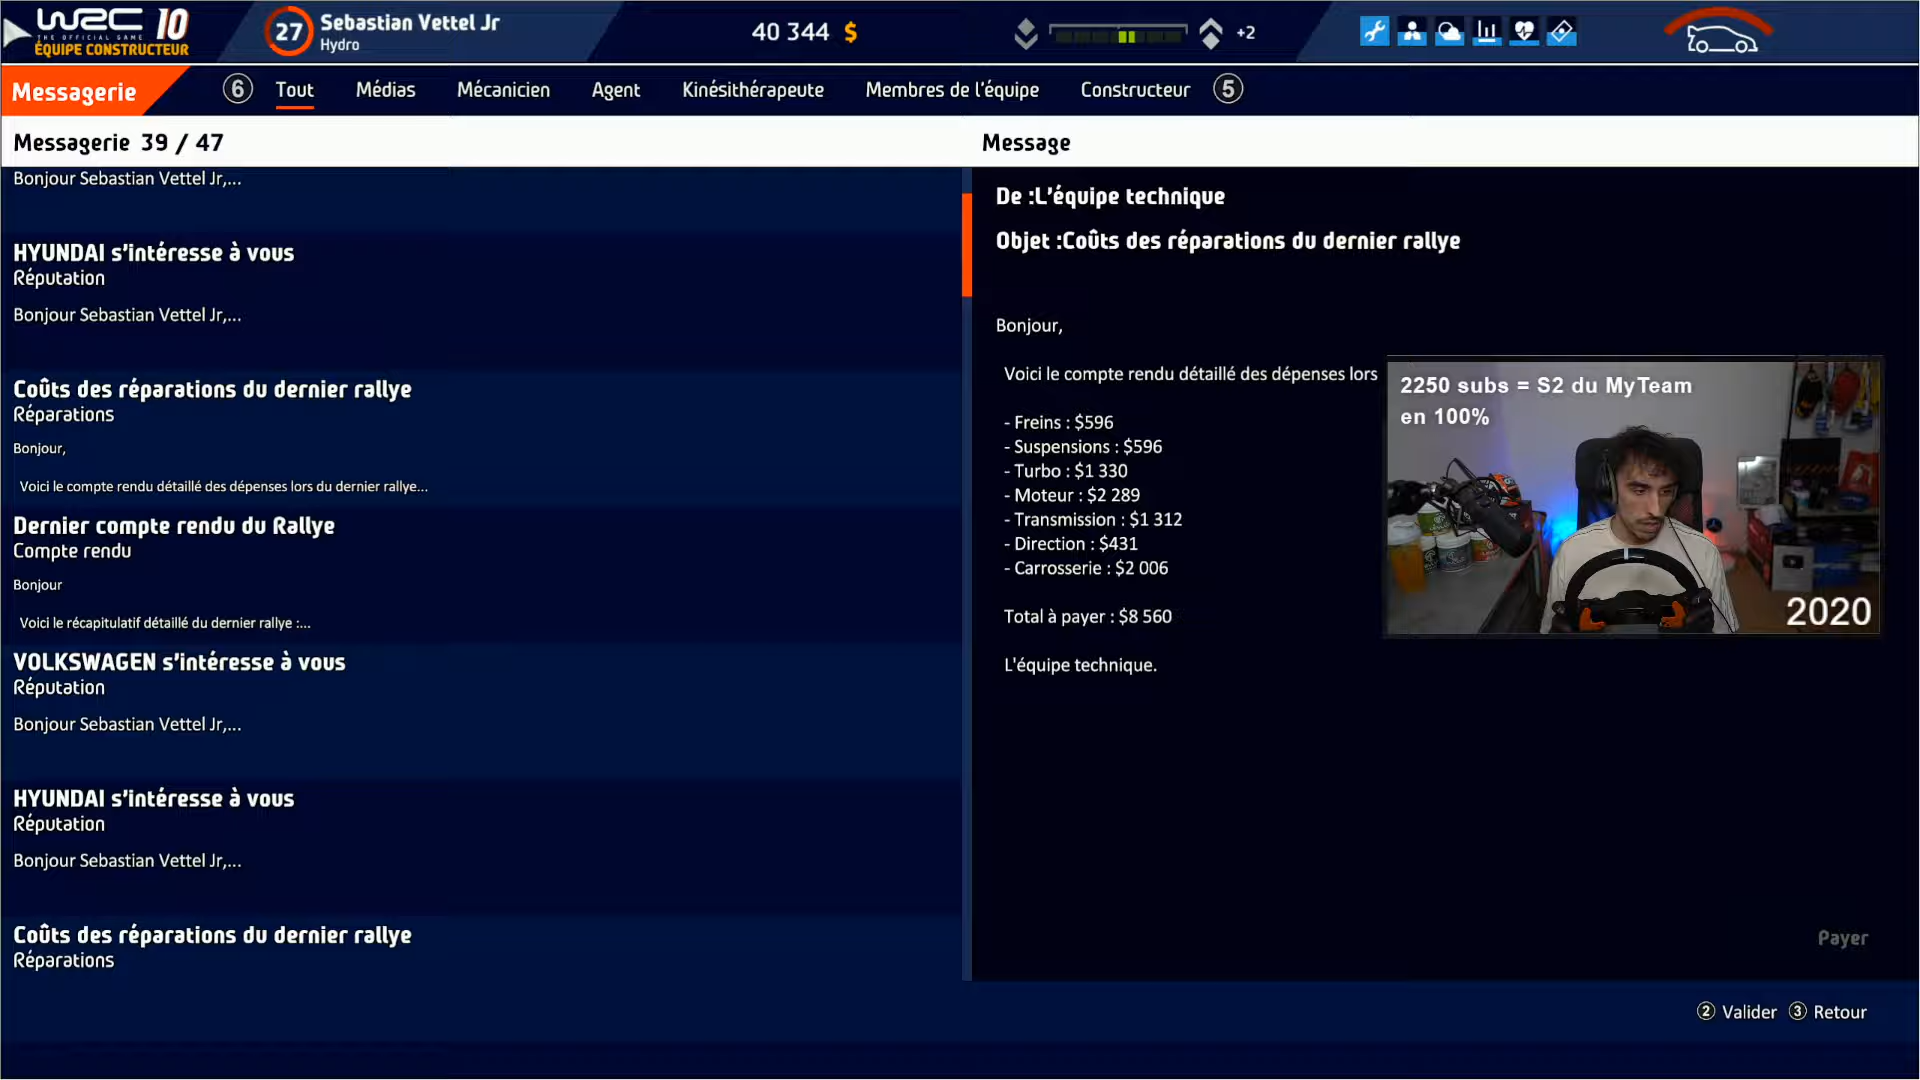 WRC 10
THE OFFICIAL GAME
ÉQUIPE CONSTRUCTEUR
27
Sebastian Vettel Jr
Hydro
40 344 $
+2
Messagerie
6 Tout Médias Mécanicien Agent Kinésithérapeute Membres de l'équipe Constructeur 5
Messagerie 39 / 47
Bonjour Sebastian Vettel Jr,...
HYUNDAI s'intéresse à vous
Réputation
Bonjour Sebastian Vettel Jr,...
Coûts des réparations du dernier rallye
Réparations
Bonjour,
Voici le compte rendu détaillé des dépenses lors du dernier rallye...
Dernier compte rendu du Rallye
Compte rendu
Bonjour
Voici le récapitulatif détaillé du dernier rallye :...
VOLKSWAGEN s'intéresse à vous
Réputation
Bonjour Sebastian Vettel Jr,...
HYUNDAI s'intéresse à vous
Réputation
Bonjour Sebastian Vettel Jr,...
Coûts des réparations du dernier rallye
Réparations
Message
De :L'équipe technique
Objet :Coûts des réparations du dernier rallye
Bonjour,
Voici le compte rendu détaillé des dépenses lors
- Freins : $596
- Suspensions : $596
- Turbo : $1 330
- Moteur : $2 289
- Transmission : $1 312
- Direction : $431
- Carrosserie : $2 006
Total à payer : $8 560
L'équipe technique.
2250 subs = S2 du MyTeam
en 100%
2020
Payer
2 Valider 3 Retour